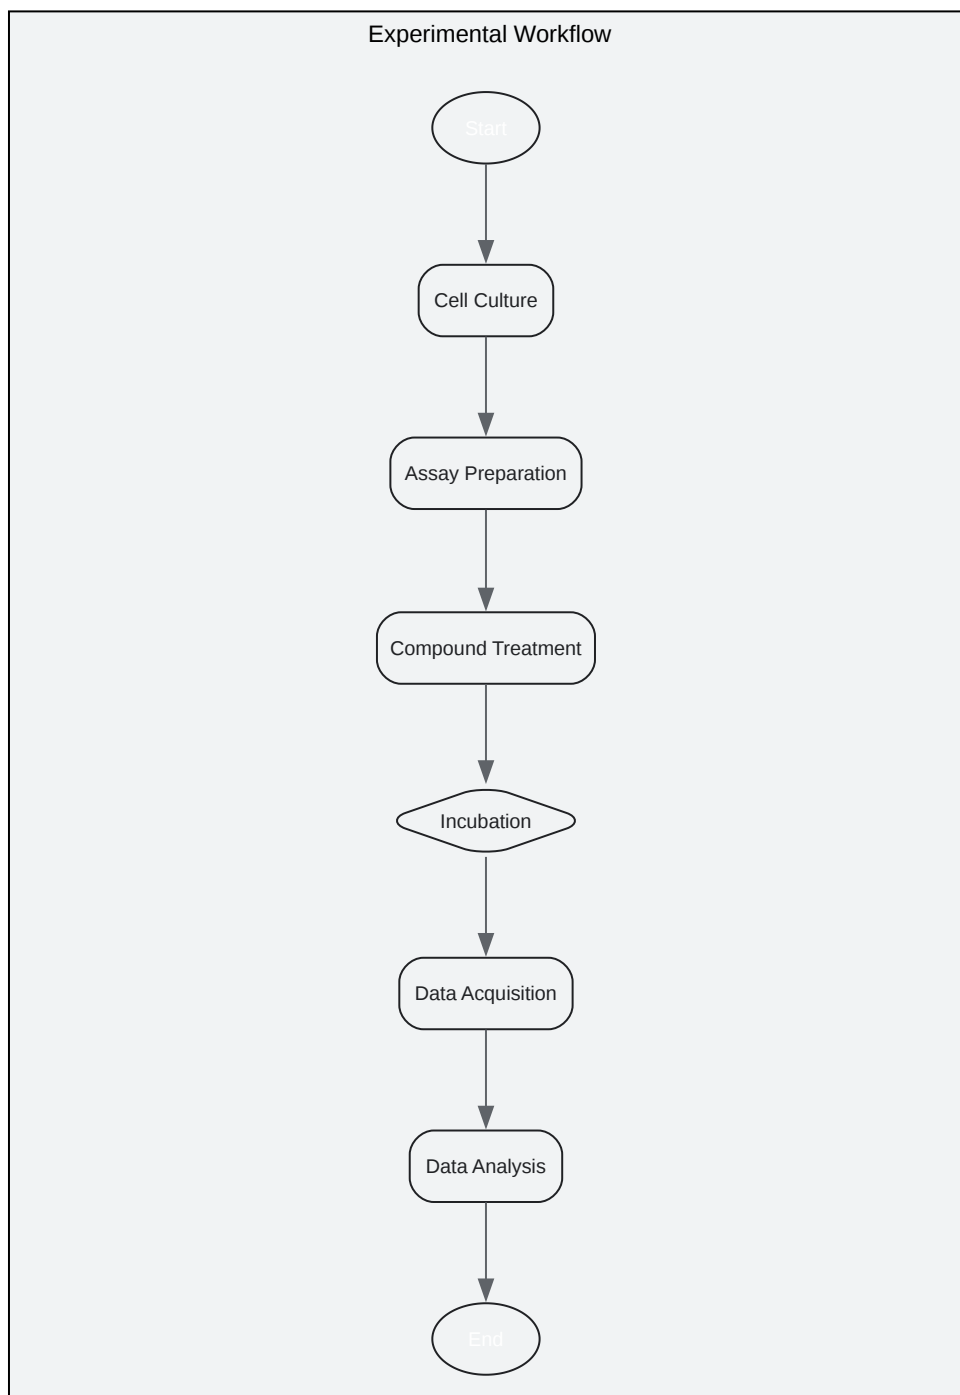 Experimental Workflow
Start
Cell Culture
Assay Preparation
Compound Treatment
Incubation
Data Acquisition
Data Analysis
End